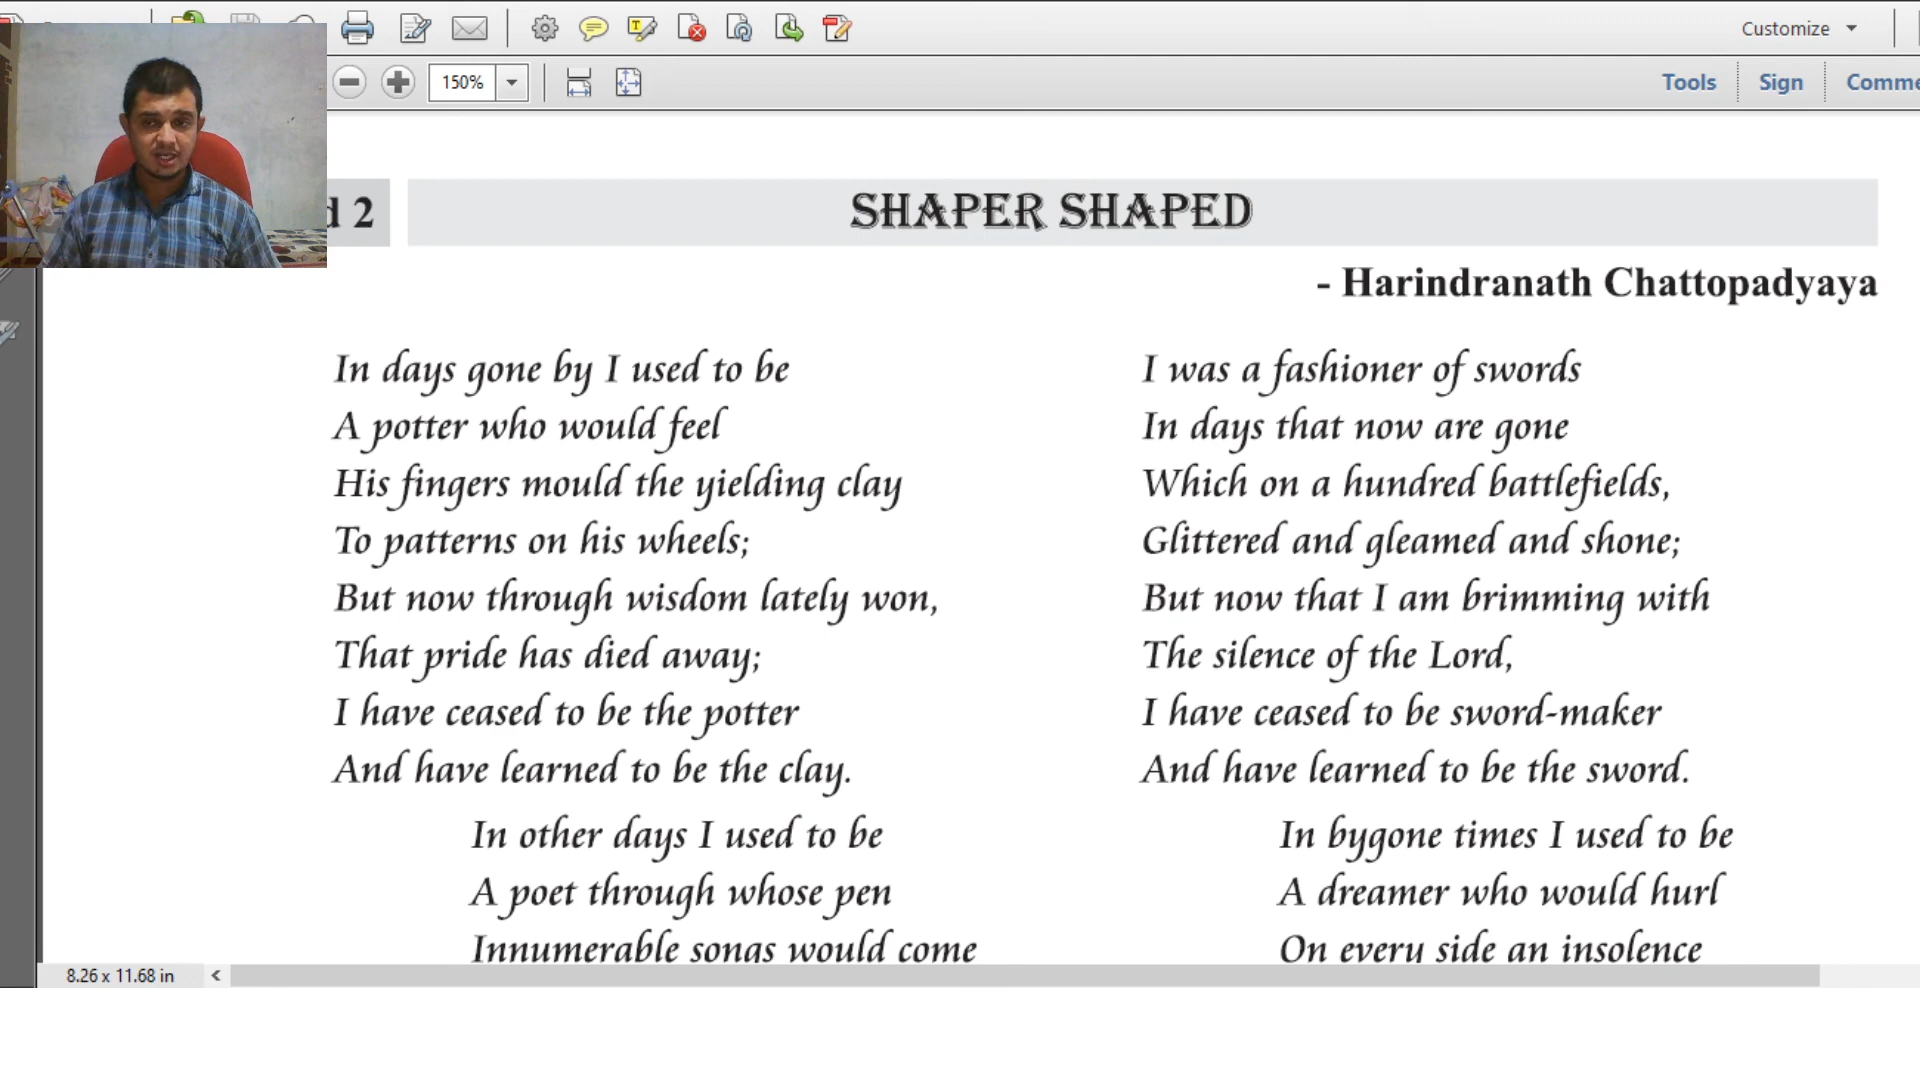 Customize
150%
Tools
Sign
d 2
SHAPER SHAPED
- Harindranath Chattopadyaya
In days gone by I used to be
A potter who would feel
His fingers mould the yielding clay
To patterns on his wheels;
But now through wisdom lately won,
That pride has died away;
I have ceased to be the potter
And have learned to be the clay.
In other days I used to be
A poet through whose pen
Innumerable songs would come
I was a fashioner of swords
In days that now are gone
Which on a hundred battlefields,
Glittered and gleamed and shone;
But now that I am brimming with
The silence of the Lord,
I have ceased to be sword-maker
And have learned to be the sword.
In bygone times I used to be
A dreamer who would hurl
On every side an insolence
8.26 x 11.68 in